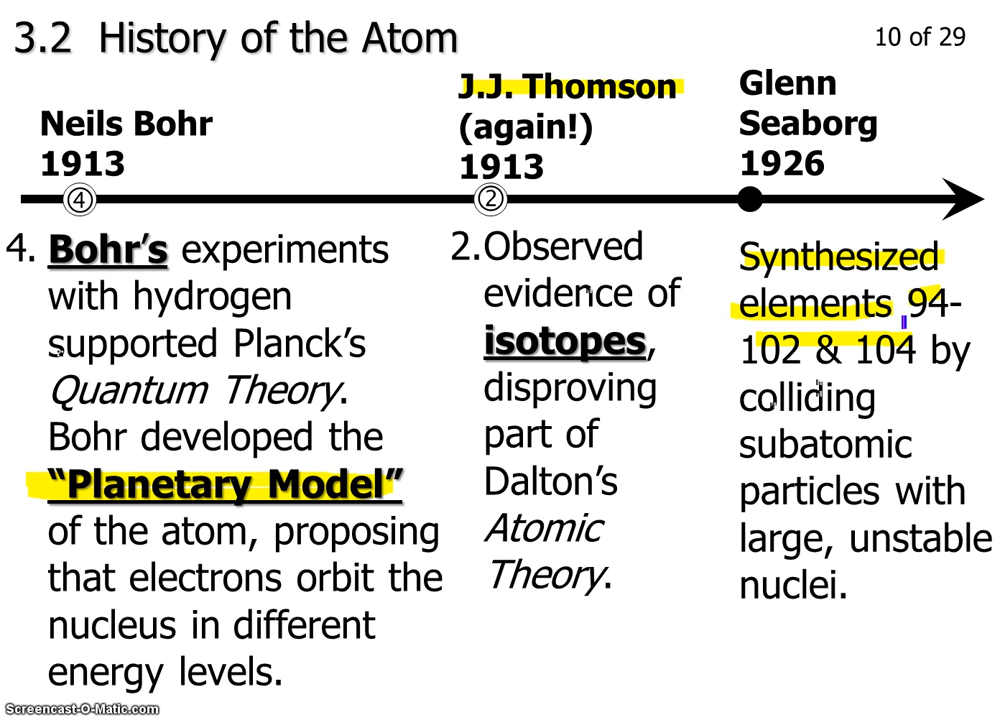 3.2 History of the Atom
10 of 29
Neils Bohr
1913
J.J. Thomson
(again!)
1913
Glenn
Seaborg
1926
4
2
4. Bohr's experiments
with hydrogen
supported Planck's
Quantum Theory.
Bohr developed the
“Planetary Model”
of the atom, proposing
that electrons orbit the
nucleus in different
energy levels.
2. Observed
evidence of
isotopes,
disproving
part of
Dalton's
Atomic
Theory.
Synthesized
elements 94-
102 & 104 by
colliding
subatomic
particles with
large, unstable
nuclei.
Screencast-O-Matic.com